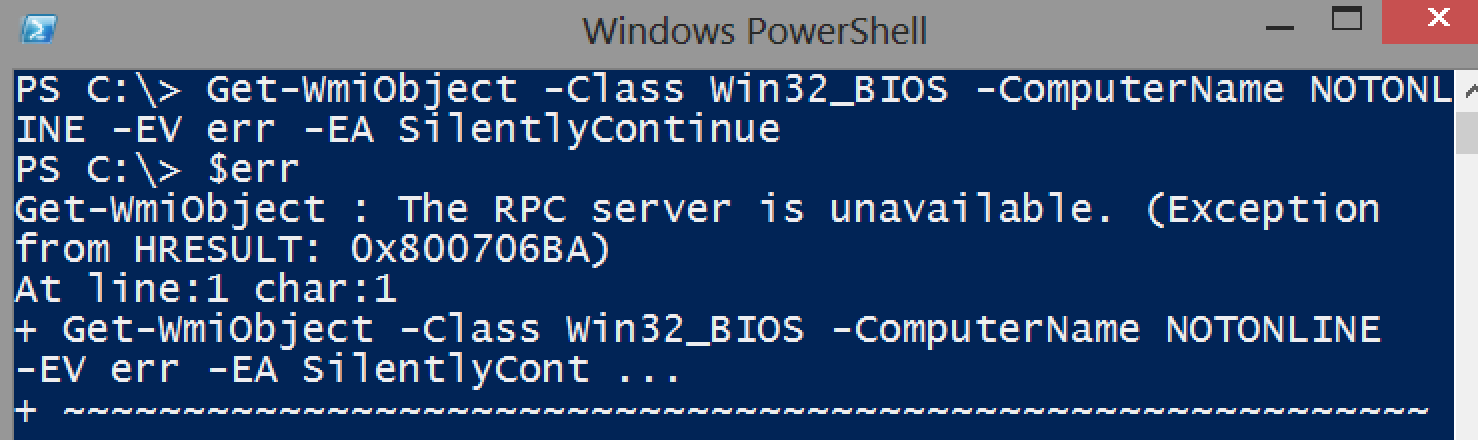 Windows PowerShell
PS C:\> Get-WmiObject -Class Win32_BIOS -ComputerName NOTONL
INE -EV err -EA SilentlyContinue
PS C:\> $err
Get-WmiObject : The RPC server is unavailable. (Exception
from HRESULT: 0x800706BA)
At line:1 char:1
+ Get-WmiObject -Class Win32_BIOS -ComputerName NOTONLINE
-EV err -EA SilentlyCont ...
+ ~~~~~~~~~~~~~~~~~~~~~~~~~~~~~~~~~~~~~~~~~~~~~~~~~~~~~~~~~